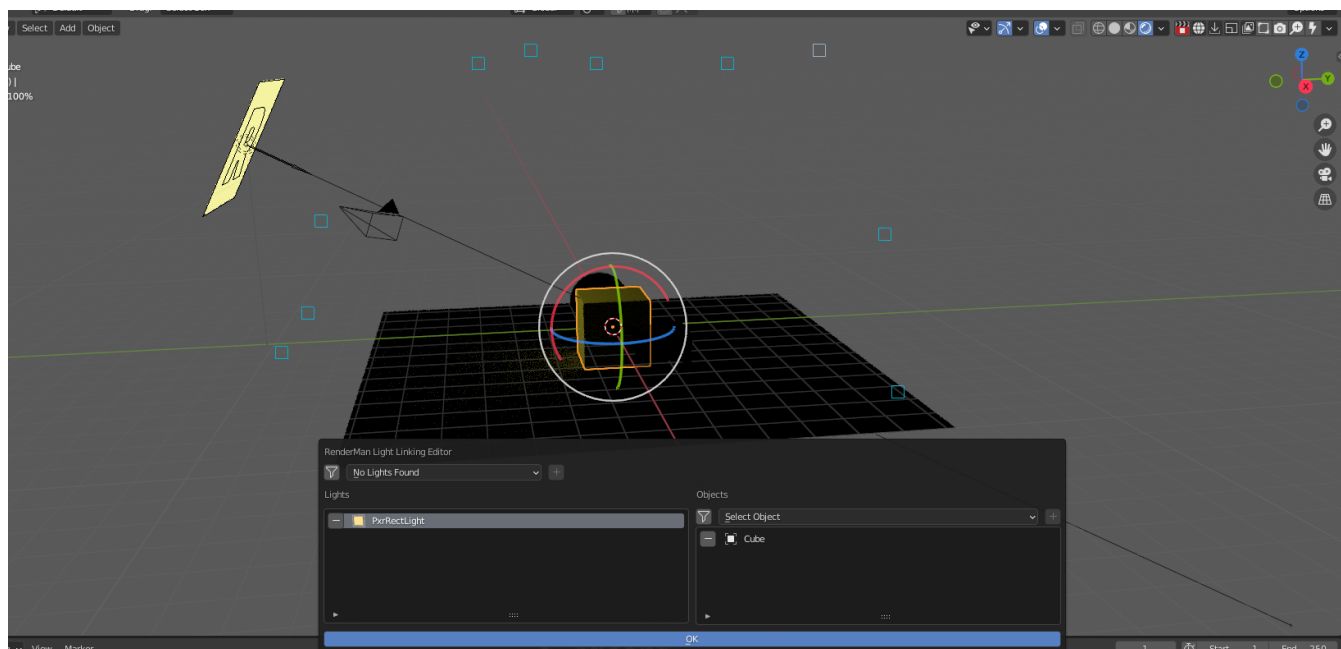 Select Add Object
ube
) |
100%
Z
Y
X
RenderMan Light Linking Editor
No Lights Found
Lights
Objects
PxrRectLight
Select Object
Cube
OK
View Marker
1 Start 1 End 250